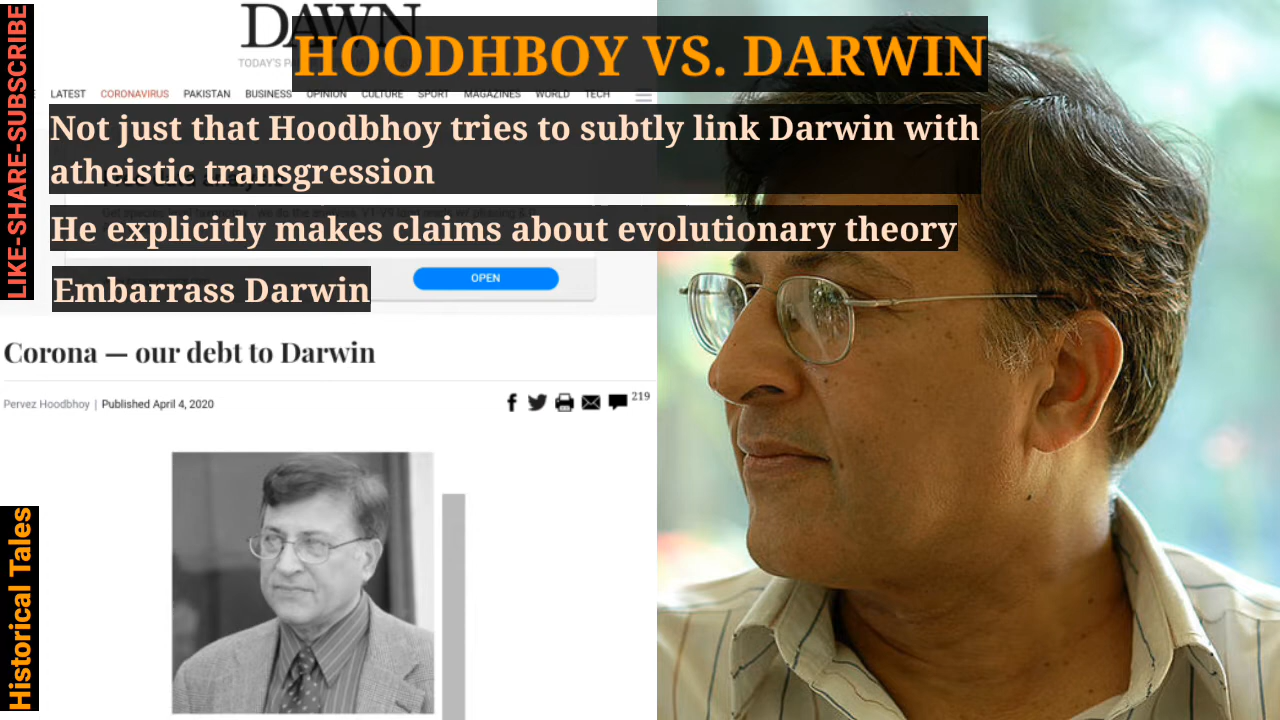 DAWN
TODAY'S
HOODHBOY VS. DARWIN
LATEST CORONAVIRUS PAKISTAN BUSINESS OPINION CULTURE SPORT MAGAZINES WORLD TECH
Not just that Hoodbhoy tries to subtly link Darwin with
atheistic transgression
He explicitly makes claims about evolutionary theory
OPEN
Embarrass Darwin
Corona — our debt to Darwin
Pervez Hoodbhoy | Published April 4, 2020
219
LIKE-SHARE-SUBSCRIBE
Historical Tales